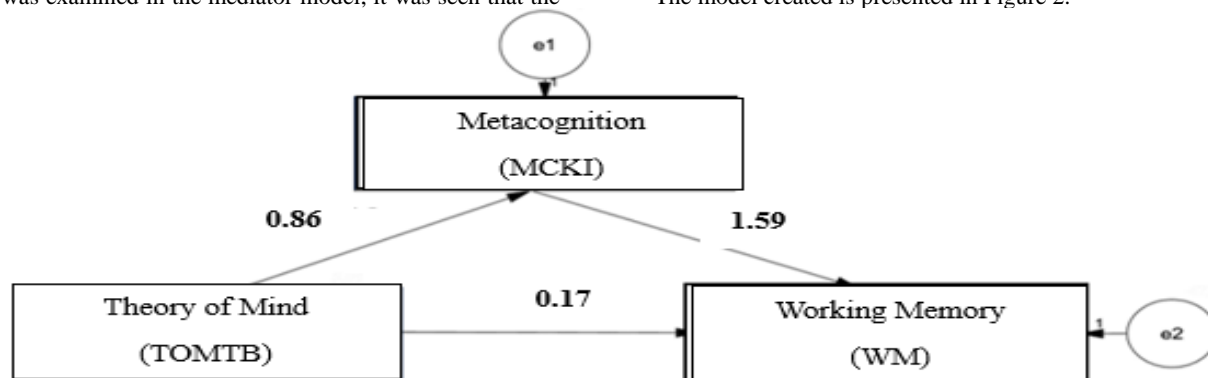 was examined in the mediator model, it was seen that the
The model created is presented in Figure 2.
e1
1
Metacognition
(MCKI)
0.86
1.59
Theory of Mind
(TOMTB)
0.17
Working Memory
(WM)
1
e2